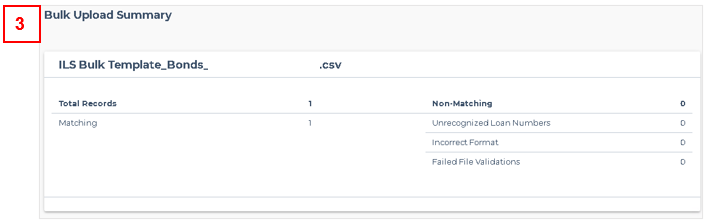 3
Bulk Upload Summary
ILS Bulk Template_Bonds_ .csv
Total Records 1 Non-Matching 0
Matching 1 Unrecognized Loan Numbers 0
Incorrect Format 0
Failed File Validations 0